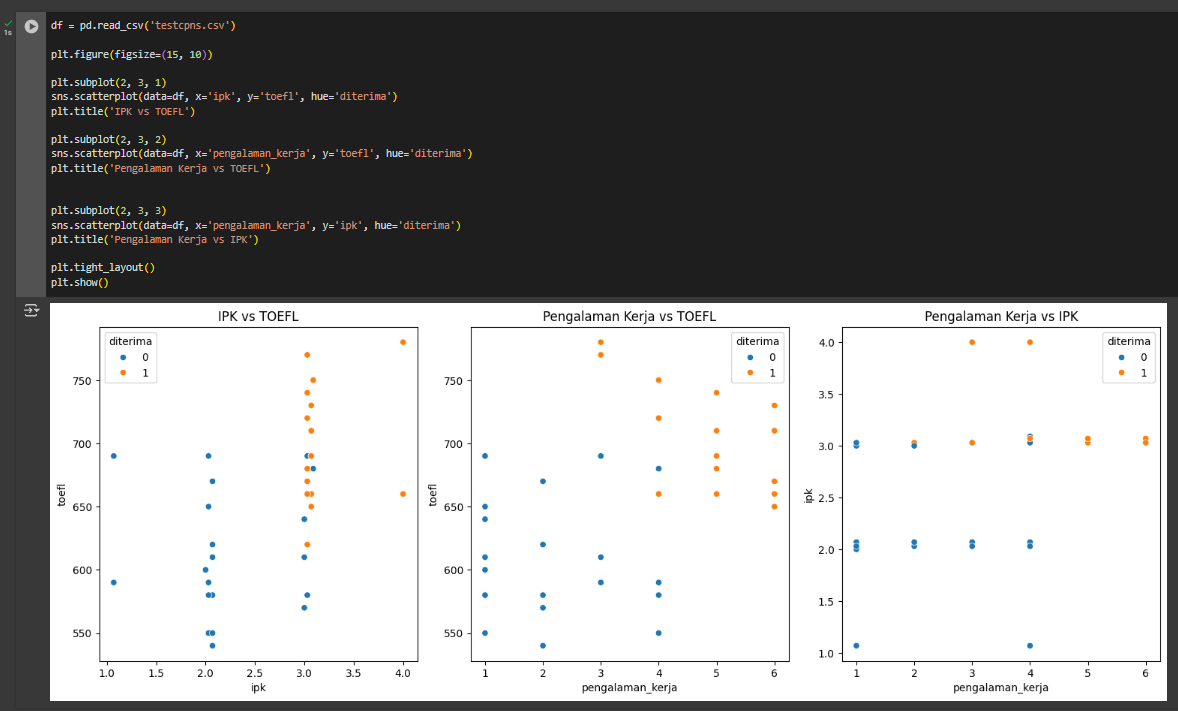 1s
df = pd.read_csv('testcpns.csv')
plt.figure(figsize=(15, 10))
plt.subplot(2, 3, 1)
sns.scatterplot(data=df, x='ipk', y='toefl', hue='diterima')
plt.title('IPK vs TOEFL')
plt.subplot(2, 3, 2)
sns.scatterplot(data=df, x='pengalaman_kerja', y='toefl', hue='diterima')
plt.title('Pengalaman Kerja vs TOEFL')
plt.subplot(2, 3, 3)
sns.scatterplot(data=df, x='pengalaman_kerja', y='ipk', hue='diterima')
plt.title('Pengalaman Kerja vs IPK')
plt.tight_layout()
plt.show()
IPK vs TOEFL
diterima
0
1
750
700
650
600
550
toefl
1.0 1.5 2.0 2.5 3.0 3.5 4.0
ipk
Pengalaman Kerja vs TOEFL
diterima
0
1
750
700
650
600
550
toefl
1 2 3 4 5 6
pengalaman_kerja
Pengalaman Kerja vs IPK
diterima
0
1
4.0
3.5
3.0
2.5
2.0
1.5
1.0
ipk
1 2 3 4 5 6
pengalaman_kerja